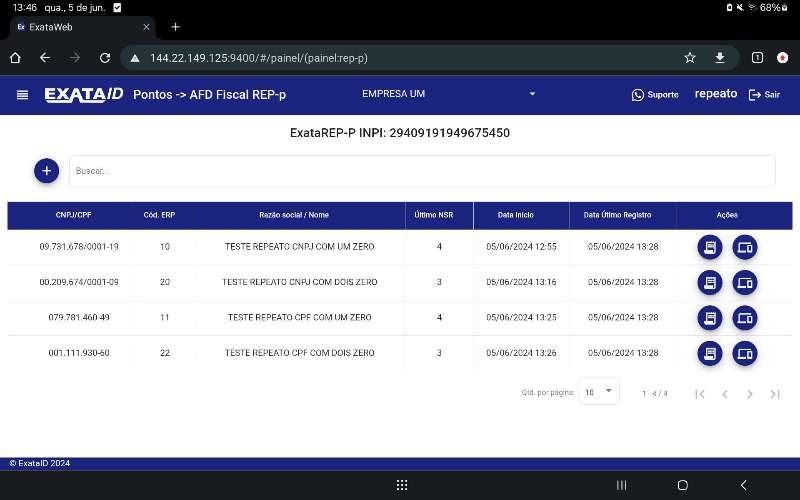 13:46 qua., 5 de jun. 68%
Ex ExataWeb
144.22.149.125:9400/#/painel/(painel:rep-p) 1
EXATAID Pontos -> AFD Fiscal REP-p EMPRESA UM Suporte repeato Sair
ExataREP-P INPI: 29409191949675450
+ Buscar...
CNPJ/CPF Cód. ERP Razão social / Nome Último NSR Data Início Data Útimo Registro Ações
09.731.678/0001-19 10 TESTE REPEATO CNPJ COM UM ZERO 4 05/06/2024 12:55 05/06/2024 13:28
00.209.674/0001-09 20 TESTE REPEATO CNPJ COM DOIS ZERO 3 05/06/2024 13:16 05/06/2024 13:28
079.781.460-49 11 TESTE REPEATO CPF COM UM ZERO 4 05/06/2024 13:25 05/06/2024 13:28
001.111.930-60 22 TESTE REPEATO CPF COM DOIS ZERO 3 05/06/2024 13:26 05/06/2024 13:28
Qtd. por página: 10 1 - 4 / 4
© ExataID 2024